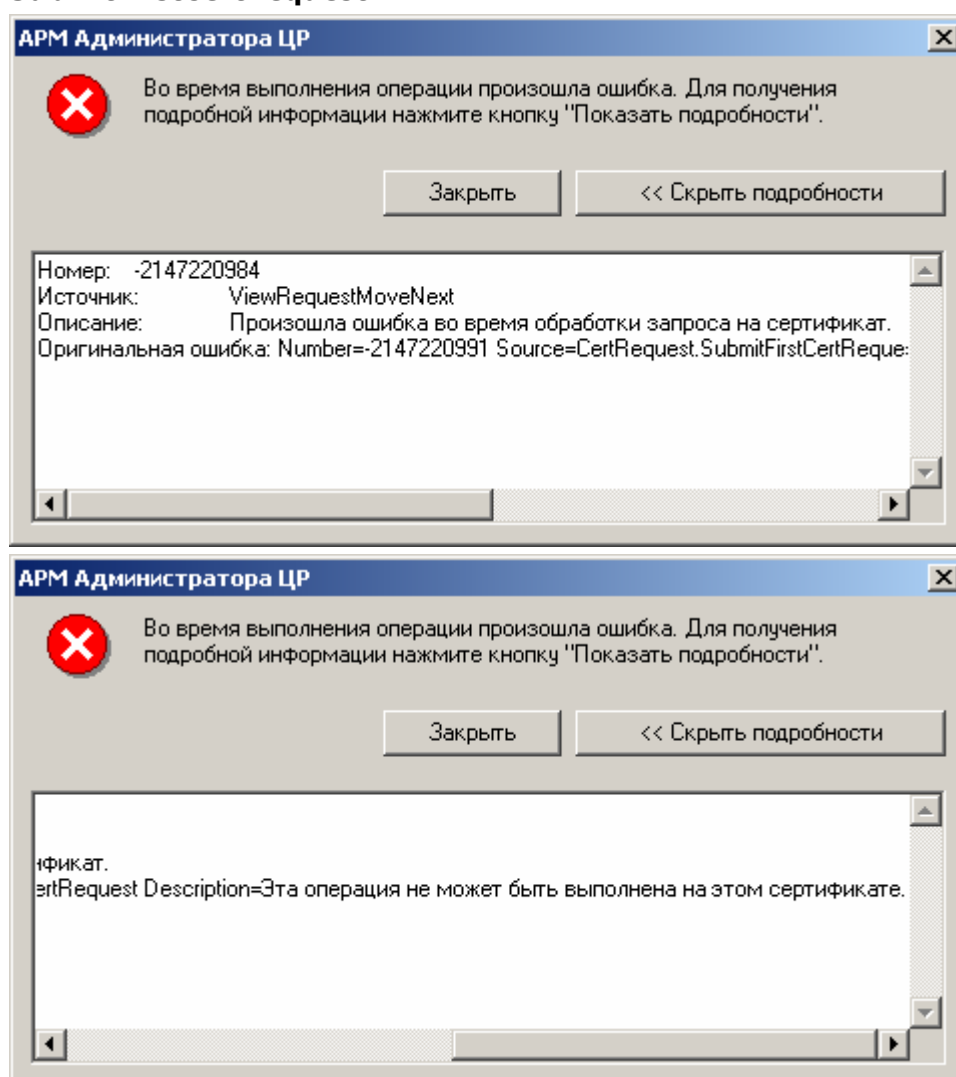 АРМ Администратора ЦР
Во время выполнения операции произошла ошибка. Для получения
подробной информации нажмите кнопку "Показать подробности".
Закрыть
<< Скрыть подробности
Номер: -2147220984
Источник: ViewRequestMoveNext
Описание: Произошла ошибка во время обработки запроса на сертификат.
Оригинальная ошибка: Number=-2147220991 Source=CertRequest.SubmitFirstCertReque
АРМ Администратора ЦР
Во время выполнения операции произошла ошибка. Для получения
подробной информации нажмите кнопку "Показать подробности".
Закрыть
<< Скрыть подробности
ификат.
ertRequest Description=Эта операция не может быть выполнена на этом сертификате.